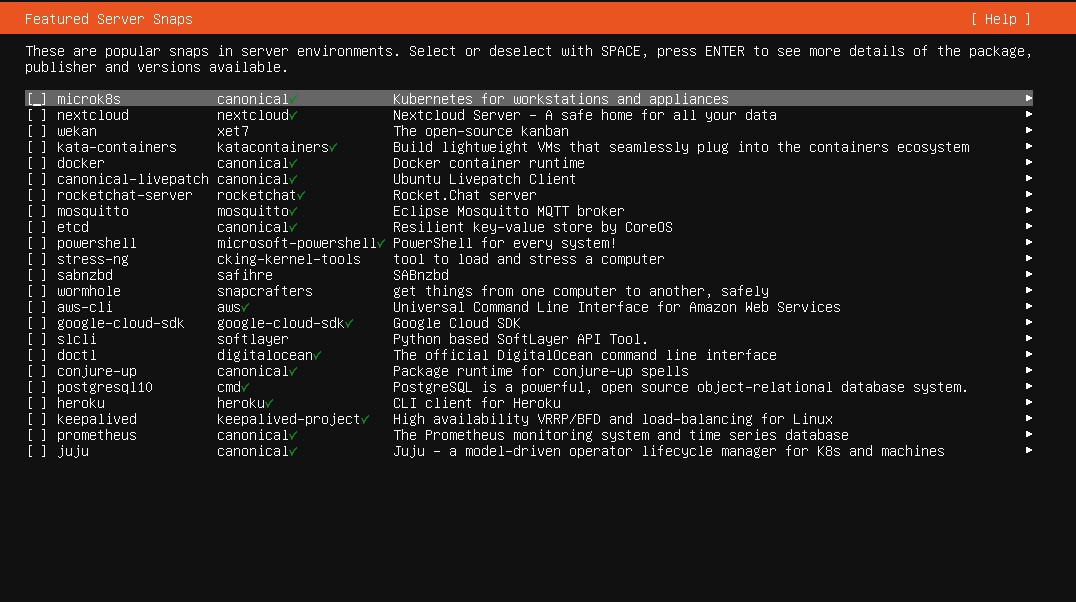 Featured Server Snaps [ Help ]
These are popular snaps in server environments. Select or deselect with SPACE, press ENTER to see more details of the package,
publisher and versions available.
[ ] microk8s canonical✓ Kubernetes for workstations and appliances ▸
[ ] nextcloud nextcloud✓ Nextcloud Server - A safe home for all your data ▸
[ ] wekan xet7 The open-source kanban ▸
[ ] kata-containers katacontainers✓ Build lightweight VMs that seamlessly plug into the containers ecosystem ▸
[ ] docker canonical✓ Docker container runtime ▸
[ ] canonical-livepatch canonical✓ Ubuntu Livepatch Client ▸
[ ] rocketchat-server rocketchat✓ Rocket.Chat server ▸
[ ] mosquitto mosquitto✓ Eclipse Mosquitto MQTT broker ▸
[ ] etcd canonical✓ Resilient key-value store by CoreOS ▸
[ ] powershell microsoft-powershell✓ PowerShell for every system! ▸
[ ] stress-ng cking-kernel-tools tool to load and stress a computer ▸
[ ] sabnzbd safihre SABnzbd ▸
[ ] wormhole snapcrafters get things from one computer to another, safely ▸
[ ] aws-cli aws✓ Universal Command Line Interface for Amazon Web Services ▸
[ ] google-cloud-sdk google-cloud-sdk✓ Google Cloud SDK ▸
[ ] slcli softlayer Python based SoftLayer API Tool. ▸
[ ] doctl digitalocean✓ The official DigitalOcean command line interface ▸
[ ] conjure-up canonical✓ Package runtime for conjure-up spells ▸
[ ] postgresql10 cmd✓ PostgreSQL is a powerful, open source object-relational database system. ▸
[ ] heroku heroku✓ CLI client for Heroku ▸
[ ] keepalived keepalived-project✓ High availability VRRP/BFD and load-balancing for Linux ▸
[ ] prometheus canonical✓ The Prometheus monitoring system and time series database ▸
[ ] juju canonical✓ Juju - a model-driven operator lifecycle manager for K8s and machines ▸